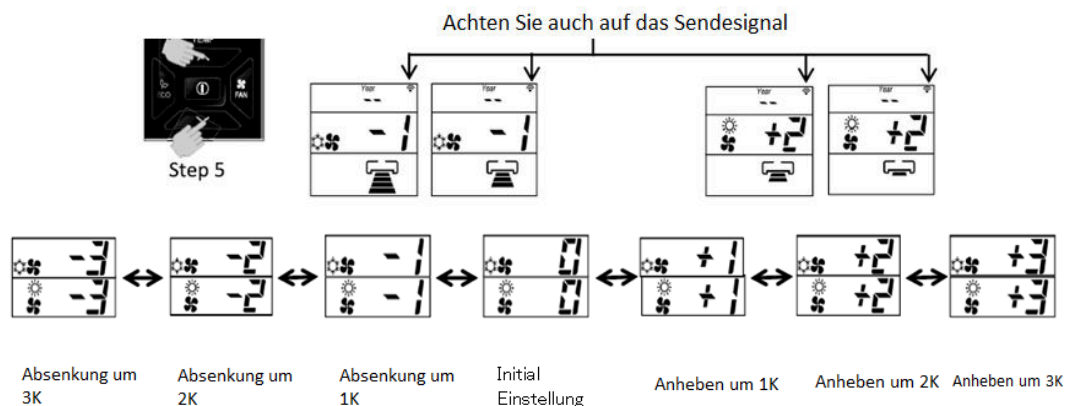 Achten Sie auch auf das Sendesignal
TEMP
ECO
FAN
Step 5
Year
--
-1
Year
--
-1
Year
--
+2
Year
--
+2
-3
-3
-2
-2
-1
-1
0
0
+1
+1
+2
+2
+3
+3
Absenkung um
3K
Absenkung um
2K
Absenkung um
1K
Initial
Einstellung
Anheben um 1K
Anheben um 2K
Anheben um 3K